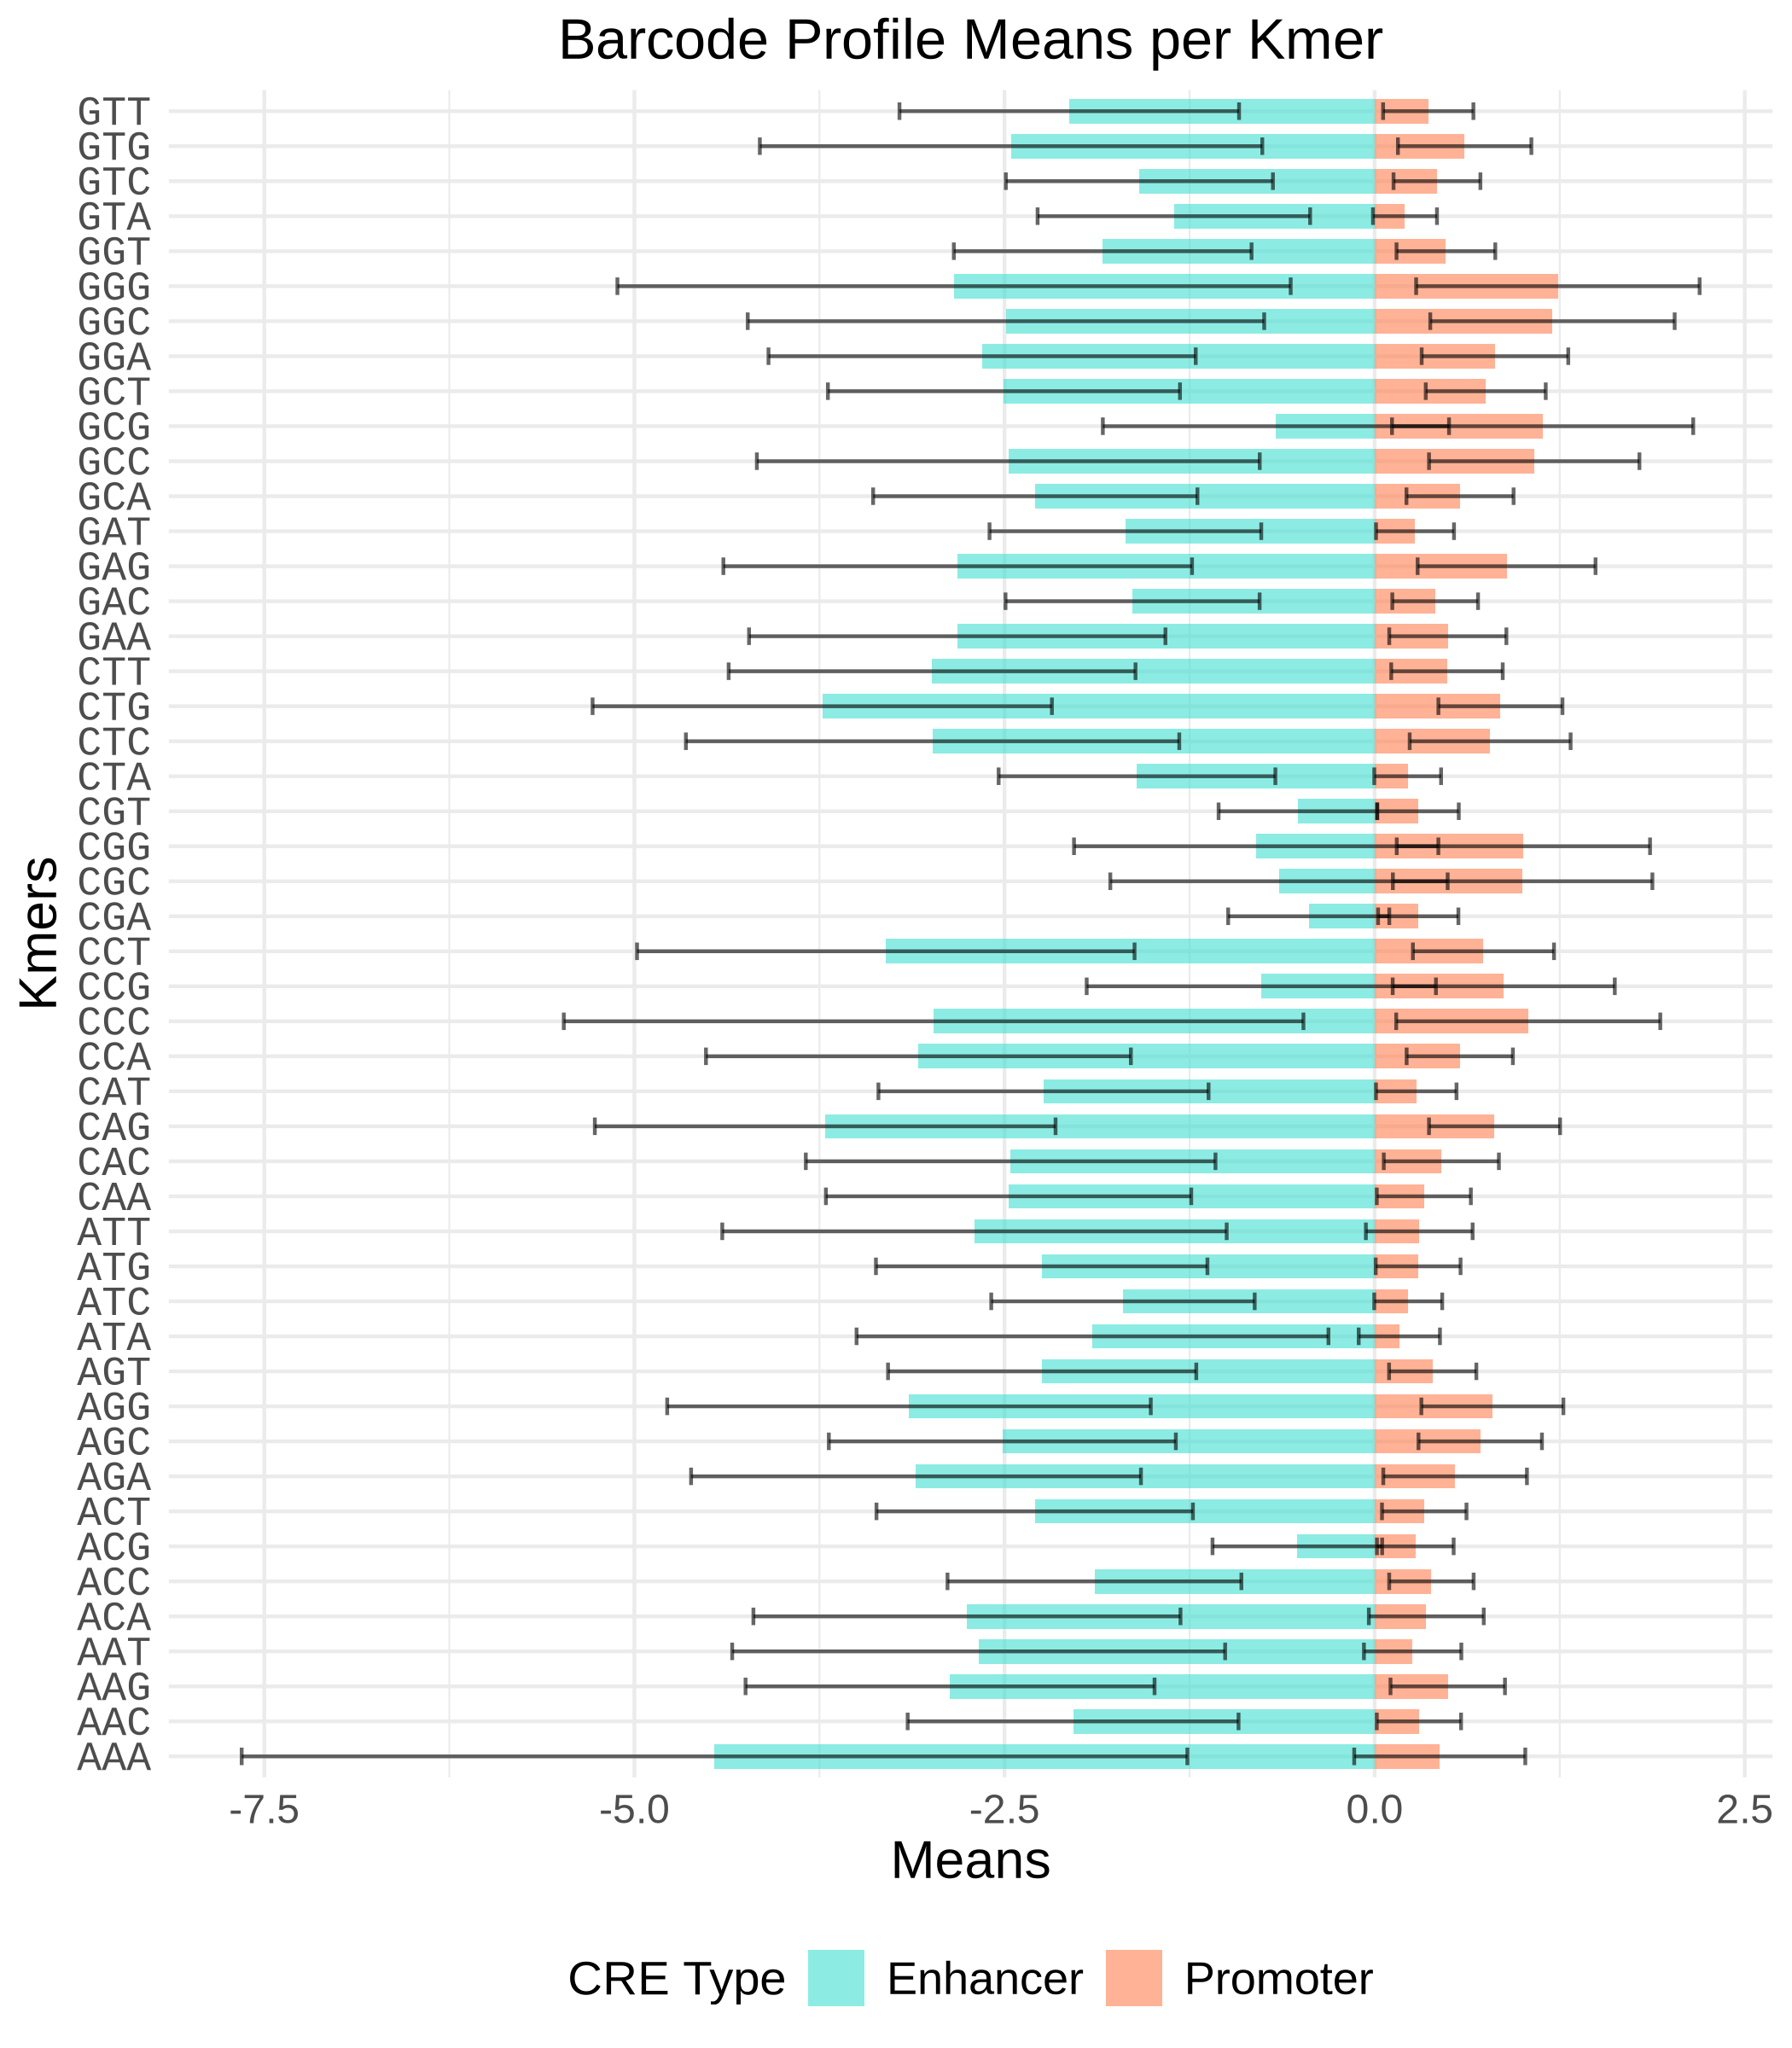 Barcode Profile Means per Kmer
Kmers
GTT
GTG
GTC
GTA
GGT
GGG
GGC
GGA
GCT
GCG
GCC
GCA
GAT
GAG
GAC
GAA
CTT
CTG
CTC
CTA
CGT
CGG
CGC
CGA
CCT
CCG
CCC
CCA
CAT
CAG
CAC
CAA
ATT
ATG
ATC
ATA
AGT
AGG
AGC
AGA
ACT
ACG
ACC
ACA
AAT
AAG
AAC
AAA
-7.5 -5.0 -2.5 0.0 2.5
Means
CRE Type Enhancer Promoter